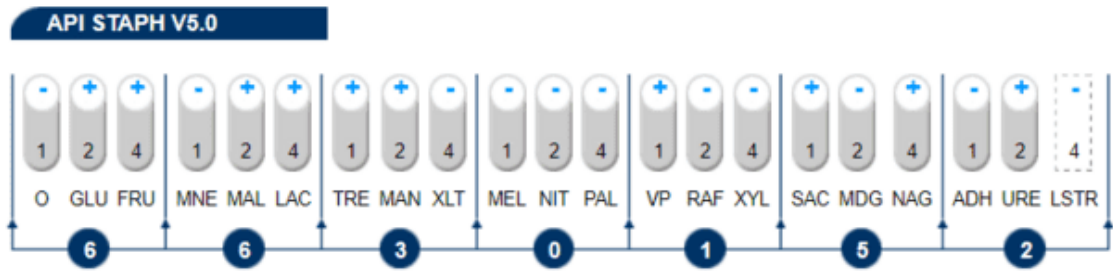 API STAPH V5.0
- + + - + + + + - - - - + - - + - + - + -
1 2 4 1 2 4 1 2 4 1 2 4 1 2 4 1 2 4 1 2 4
O GLU FRU MNE MAL LAC TRE MAN XLT MEL NIT PAL VP RAF XYL SAC MDG NAG ADH URE LSTR
6 6 3 0 1 5 2